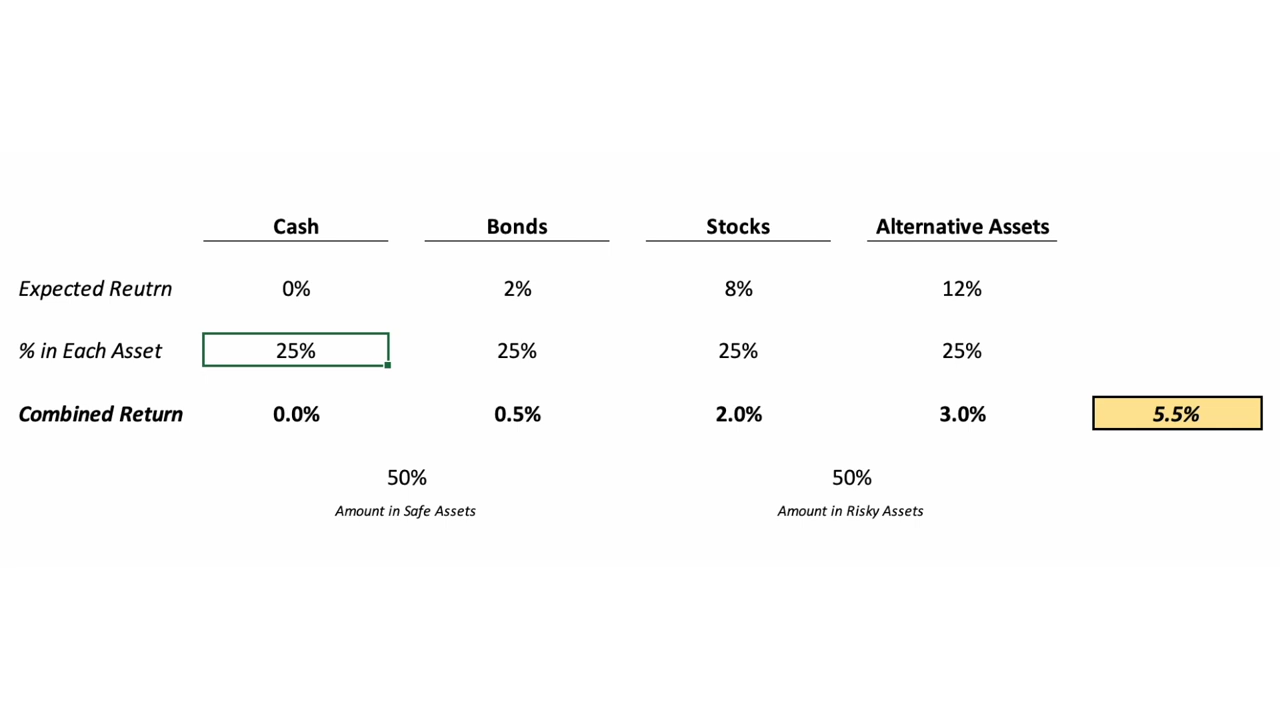 Cash Bonds Stocks Alternative Assets
Expected Reutrn 0% 2% 8% 12%
% in Each Asset 25% 25% 25% 25%
Combined Return 0.0% 0.5% 2.0% 3.0% 5.5%
50% 50%
Amount in Safe Assets Amount in Risky Assets